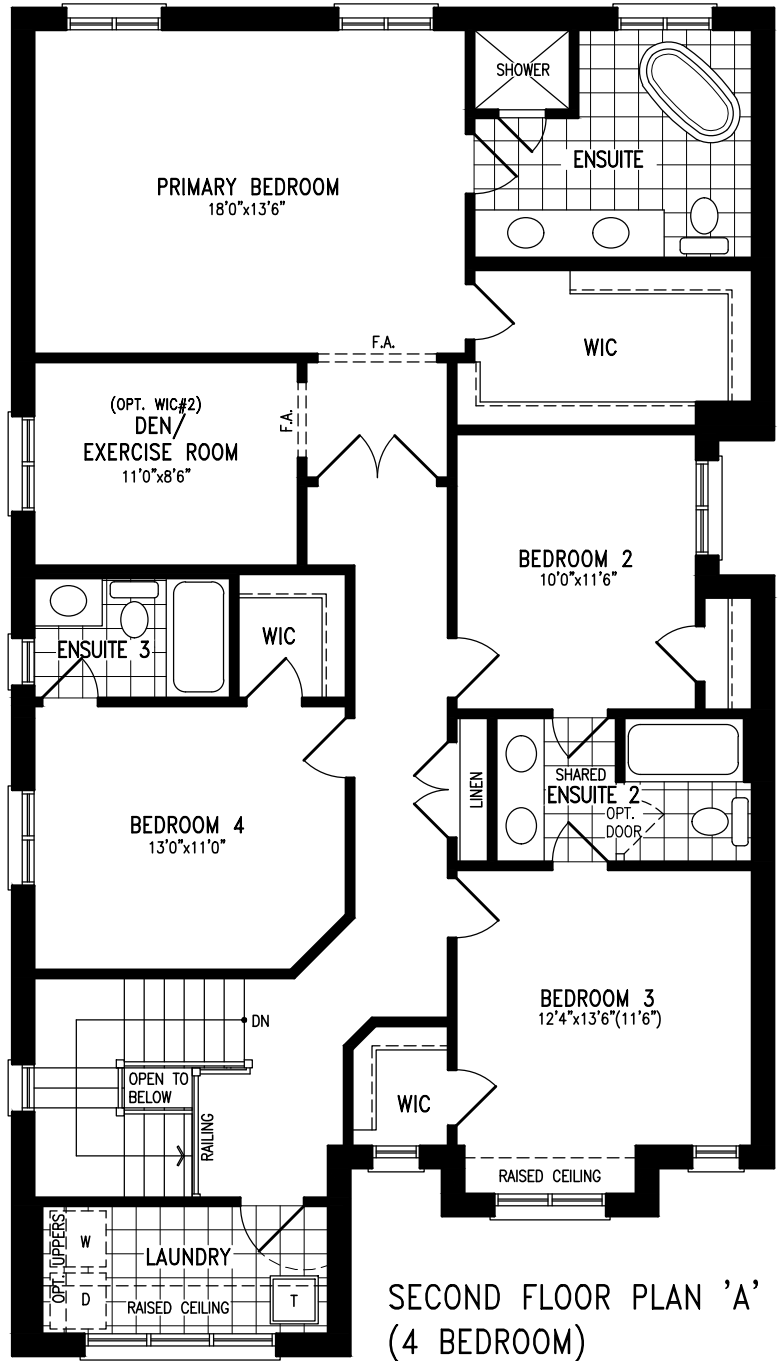 SHOWER
ENSUITE
PRIMARY BEDROOM
18'0"x13'6"
F.A.
WIC
(OPT. WIC#2)
DEN/
EXERCISE ROOM
11'0"x8'6"
F.A.
BEDROOM 2
10'0"x11'6"
ENSUITE 3
WIC
LINEN
SHARED
ENSUITE 2
OPT.
DOOR
BEDROOM 4
13'0"x11'0"
BEDROOM 3
12'4"x13'6"(11'6")
DN
OPEN TO
BELOW
RAILING
WIC
RAISED CEILING
OPT. UPPERS
W
D
LAUNDRY
RAISED CEILING
T
SECOND FLOOR PLAN 'A'
(4 BEDROOM)